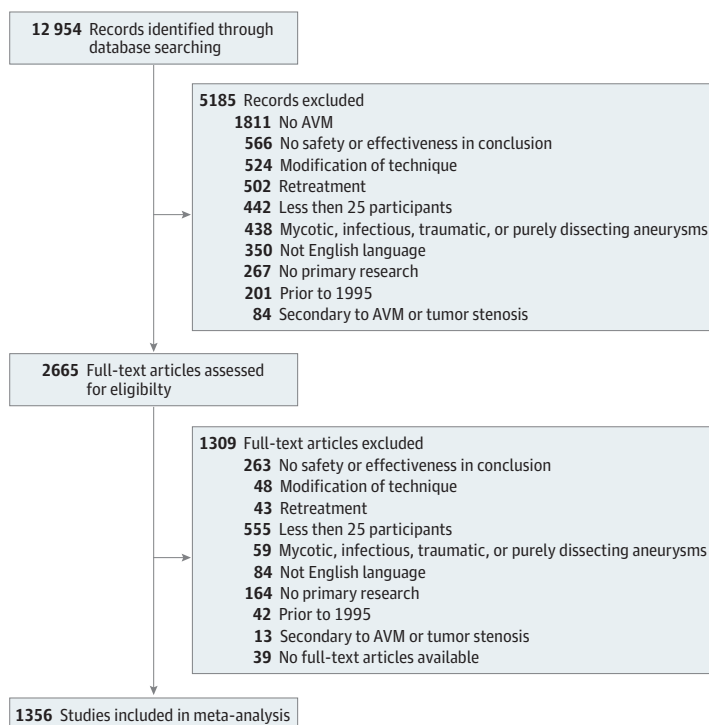 12 954 Records identified through
database searching
5185 Records excluded
1811 No AVM
566 No safety or effectiveness in conclusion
524 Modification of technique
502 Retreatment
442 Less then 25 participants
438 Mycotic, infectious, traumatic, or purely dissecting aneurysms
350 Not English language
267 No primary research
201 Prior to 1995
84 Secondary to AVM or tumor stenosis
2665 Full-text articles assessed
for eligibilty
1309 Full-text articles excluded
263 No safety or effectiveness in conclusion
48 Modification of technique
43 Retreatment
555 Less then 25 participants
59 Mycotic, infectious, traumatic, or purely dissecting aneurysms
84 Not English language
164 No primary research
42 Prior to 1995
13 Secondary to AVM or tumor stenosis
39 No full-text articles available
1356 Studies included in meta-analysis